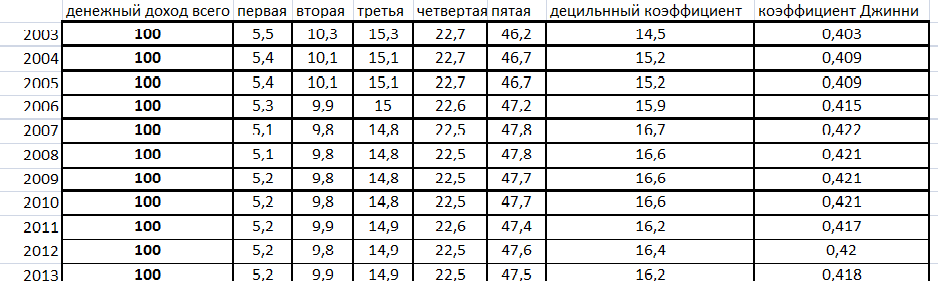 денежный доход всего первая вторая третья четвертая пятая децильнный коэффициент коэффициент Джинни
2003 100 5,5 10,3 15,3 22,7 46,2 14,5 0,403
2004 100 5,4 10,1 15,1 22,7 46,7 15,2 0,409
2005 100 5,4 10,1 15,1 22,7 46,7 15,2 0,409
2006 100 5,3 9,9 15 22,6 47,2 15,9 0,415
2007 100 5,1 9,8 14,8 22,5 47,8 16,7 0,422
2008 100 5,1 9,8 14,8 22,5 47,8 16,6 0,421
2009 100 5,2 9,8 14,8 22,5 47,7 16,6 0,421
2010 100 5,2 9,8 14,8 22,5 47,7 16,6 0,421
2011 100 5,2 9,9 14,9 22,6 47,4 16,2 0,417
2012 100 5,2 9,8 14,9 22,5 47,6 16,4 0,42
2013 100 5,2 9,9 14,9 22,5 47,5 16,2 0,418